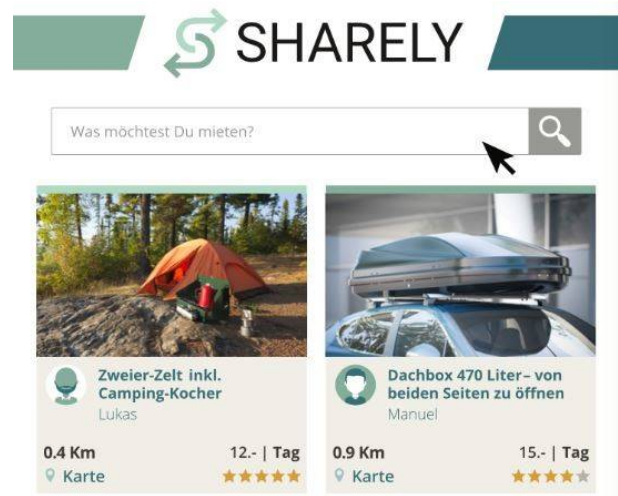 SHARELY
Was möchtest Du mieten?
Zweier-Zelt inkl.
Camping-Kocher
Lukas
0.4 Km 12.- | Tag
Karte
Dachbox 470 Liter– von
beiden Seiten zu öffnen
Manuel
0.9 Km 15.- | Tag
Karte